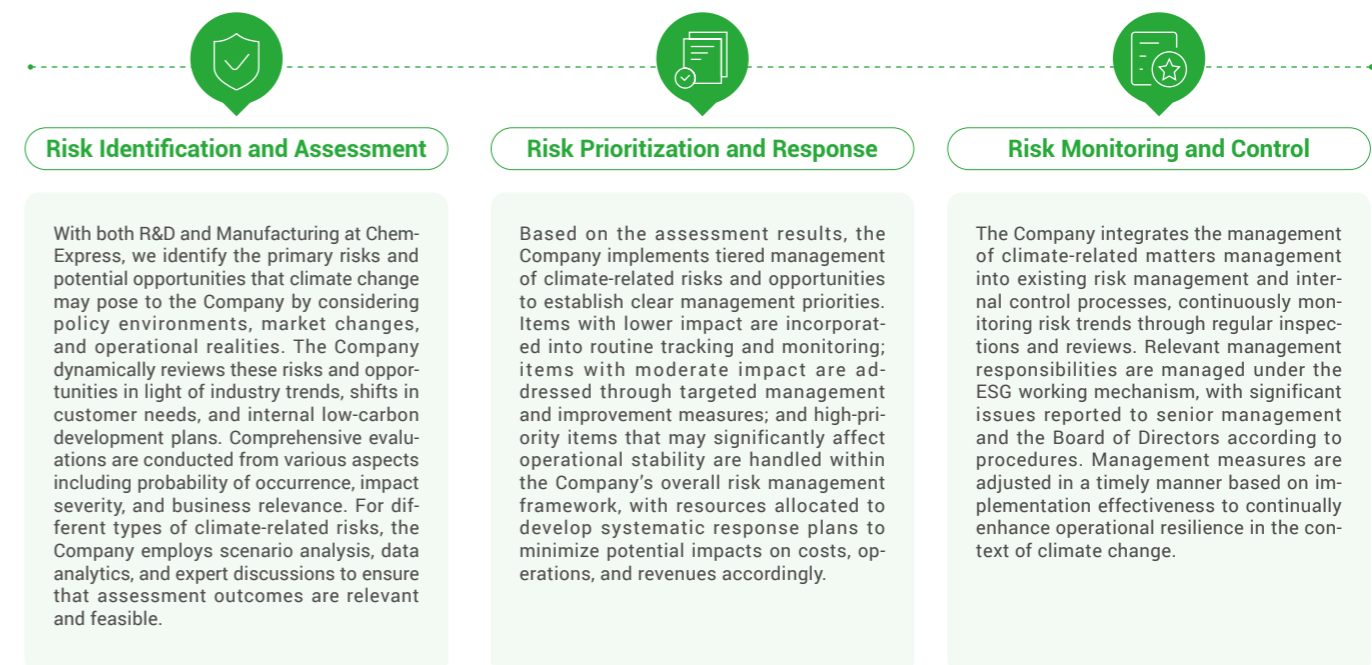 Risk Identification and Assessment
With both R&D and Manufacturing at Chem-
Express, we identify the primary risks and
potential opportunities that climate change
may pose to the Company by considering
policy environments, market changes,
and operational realities. The Company
dynamically reviews these risks and oppor-
tunities in light of industry trends, shifts in
customer needs, and internal low-carbon
development plans. Comprehensive evalu-
ations are conducted from various aspects
including probability of occurrence, impact
severity, and business relevance. For dif-
ferent types of climate-related risks, the
Company employs scenario analysis, data
analytics, and expert discussions to ensure
that assessment outcomes are relevant
and feasible.
Risk Prioritization and Response
Based on the assessment results, the
Company implements tiered management
of climate-related risks and opportunities
to establish clear management priorities.
Items with lower impact are incorporat-
ed into routine tracking and monitoring;
items with moderate impact are ad-
dressed through targeted management
and improvement measures; and high-pri-
ority items that may significantly affect
operational stability are handled within
the Company’s overall risk management
framework, with resources allocated to
develop systematic response plans to
minimize potential impacts on costs, op-
erations, and revenues accordingly.
Risk Monitoring and Control
The Company integrates the management
of climate-related matters management
into existing risk management and inter-
nal control processes, continuously mon-
itoring risk trends through regular inspec-
tions and reviews. Relevant management
responsibilities are managed under the
ESG working mechanism, with significant
issues reported to senior management
and the Board of Directors according to
procedures. Management measures are
adjusted in a timely manner based on im-
plementation effectiveness to continually
enhance operational resilience in the con-
text of climate change.